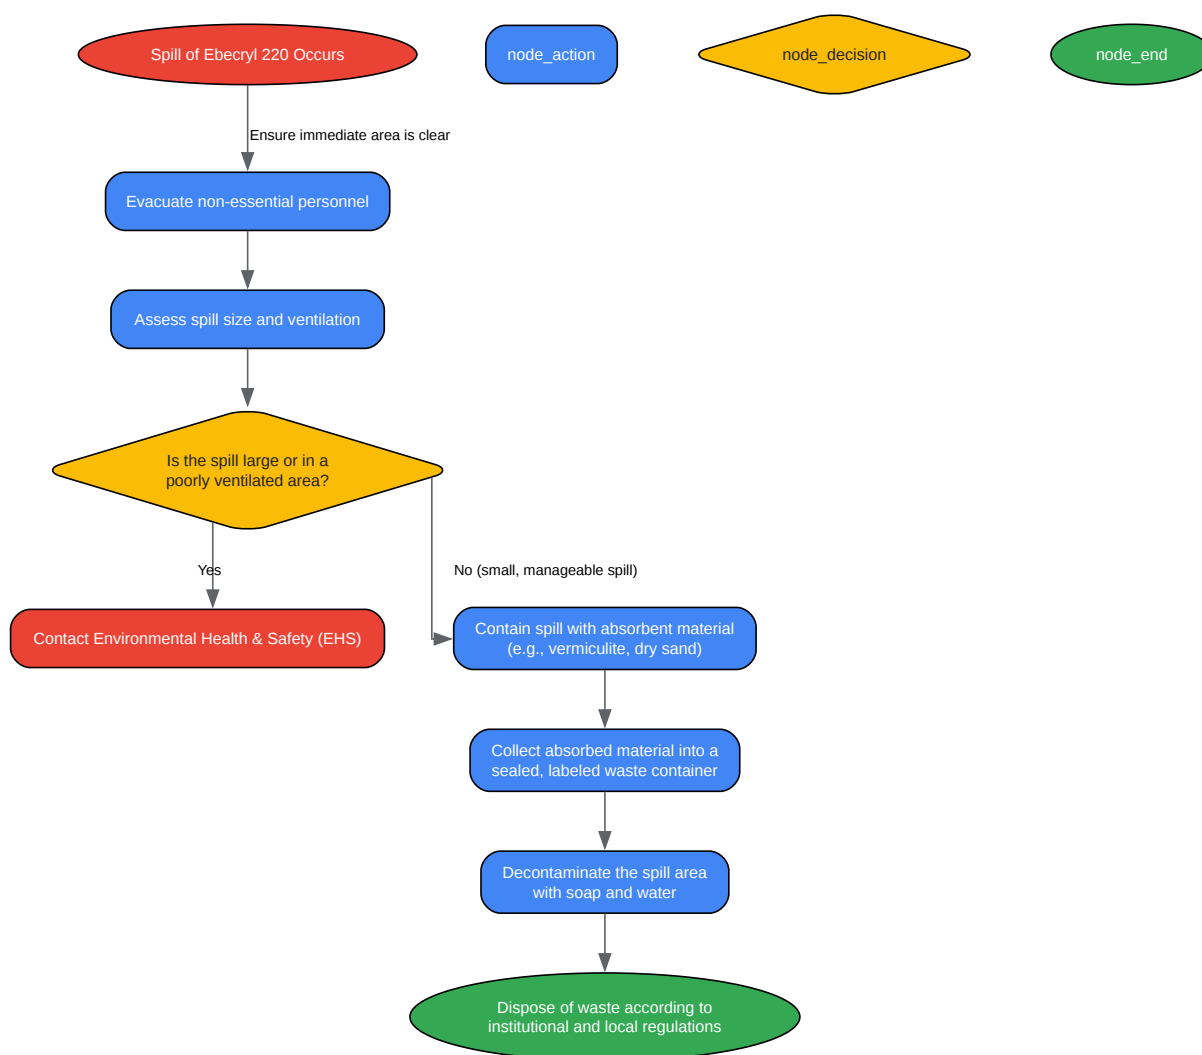 Spill of Ebecryl 220 Occurs
node_action
node_decision
node_end
Ensure immediate area is clear
Evacuate non-essential personnel
Assess spill size and ventilation
Is the spill large or in a
poorly ventilated area?
Yes
No (small, manageable spill)
Contact Environmental Health & Safety (EHS)
Contain spill with absorbent material
(e.g., vermiculite, dry sand)
Collect absorbed material into a
sealed, labeled waste container
Decontaminate the spill area
with soap and water
Dispose of waste according to
institutional and local regulations